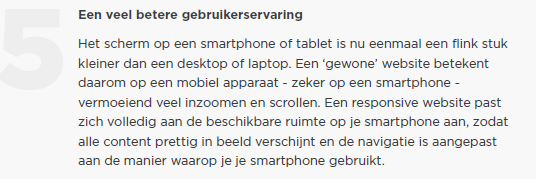 5
Een veel betere gebruikerservaring
Het scherm op een smartphone of tablet is nu eenmaal een flink stuk
kleiner dan een desktop of laptop. Een ‘gewone’ website betekent
daarom op een mobiel apparaat - zeker op een smartphone -
vermoeiend veel inzoomen en scrollen. Een responsive website past
zich volledig aan de beschikbare ruimte op je smartphone aan, zodat
alle content prettig in beeld verschijnt en de navigatie is aangepast
aan de manier waarop je je smartphone gebruikt.